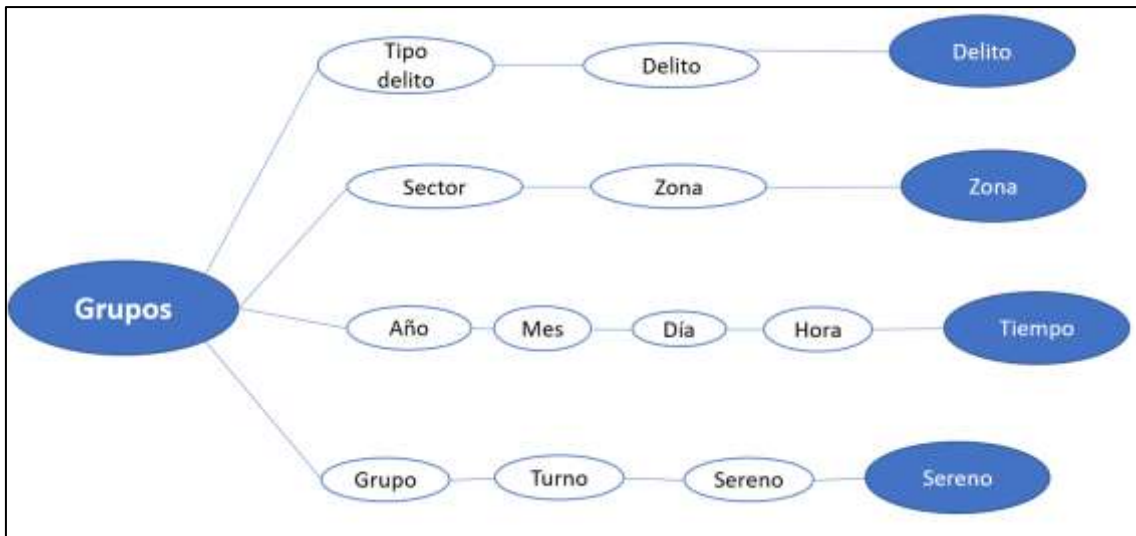 Tipo
delito
Delito
Delito
Sector
Zona
Zona
Grupos
Año
Mes
Día
Hora
Tiempo
Grupo
Turno
Sereno
Sereno